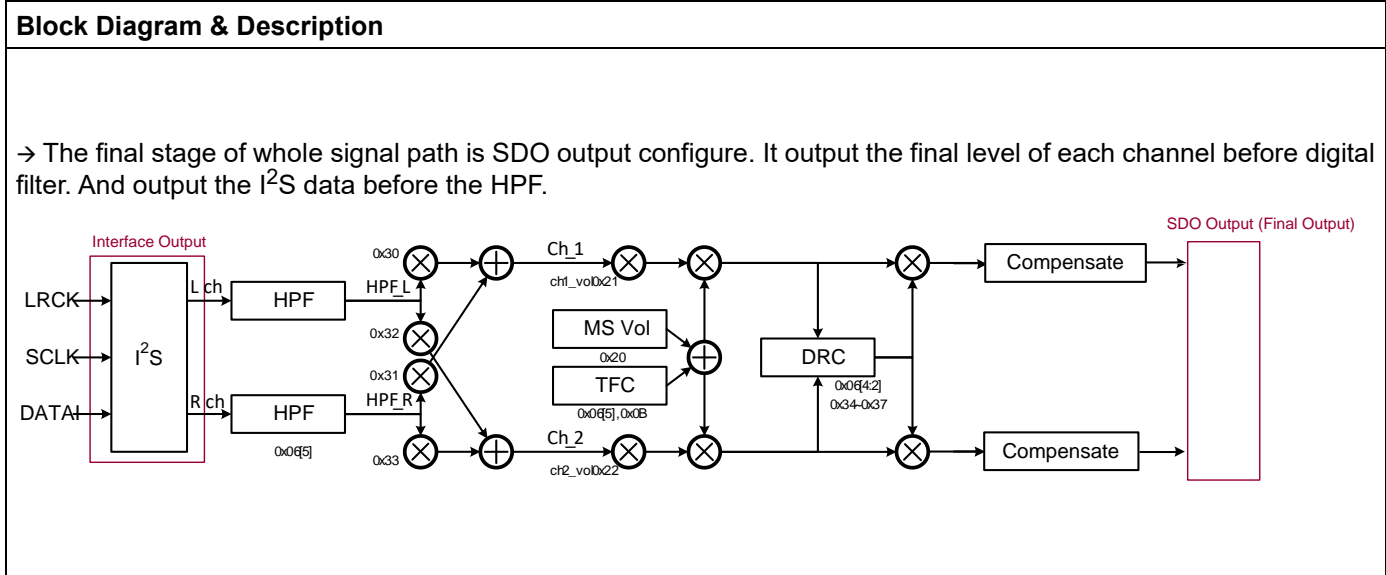 Block Diagram & Description
→ The final stage of whole signal path is SDO output configure. It output the final level of each channel before digital
filter. And output the I²S data before the HPF.
SDO Output (Final Output)
Interface Output
LRCK
SCLK
DATAI
I²S
L ch
R ch
HPF
HPF
0x06[5]
HPF_L
HPF_R
0x30
0x32
0x31
0x33
Ch_1
ch1_vol0x21
MS Vol
0x20
TFC
0x06[5],0x0B
Ch_2
ch2_vol0x22
DRC
0x06[4:2]
0x34~0x37
Compensate
Compensate